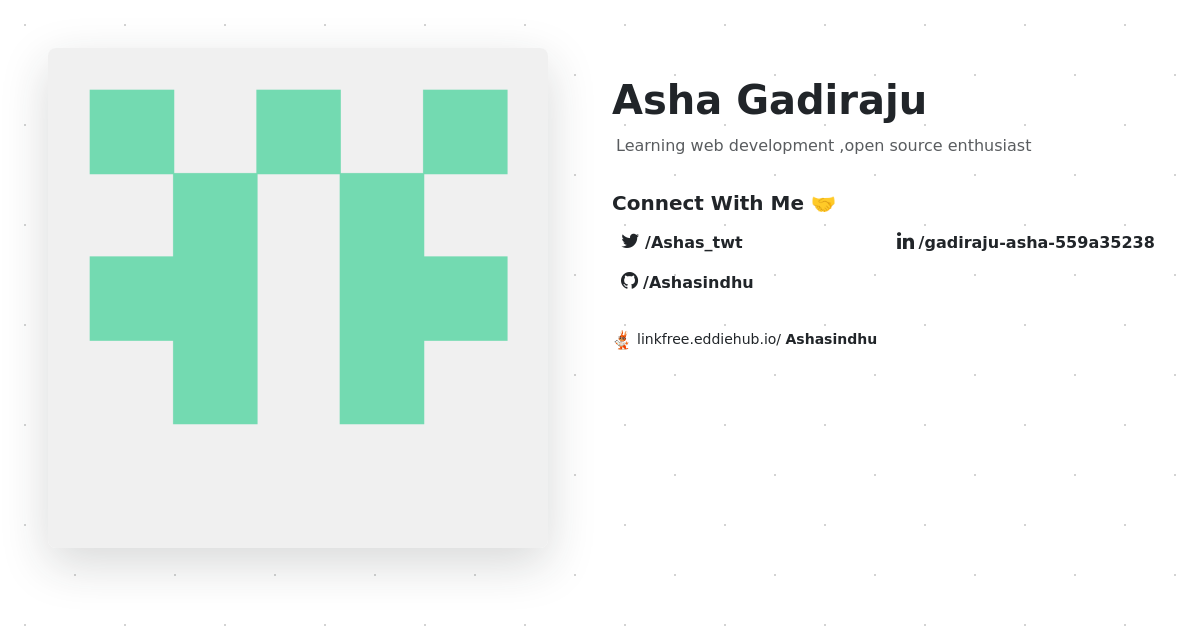 Asha Gadiraju
Learning web development ,open source enthusiast
Connect With Me 🤝
/Ashas_twt
/gadiraju-asha-559a35238
/Ashasindhu
linkfree.eddiehub.io/ Ashasindhu